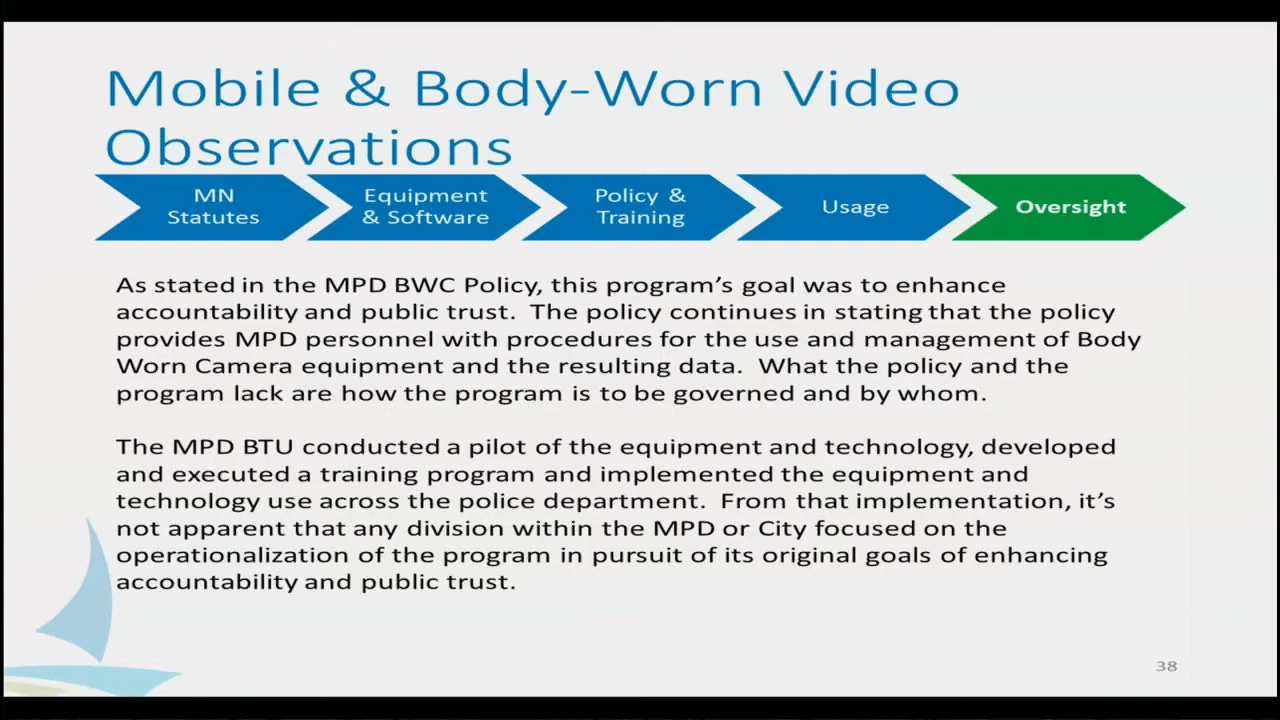 Mobile & Body-Worn Video
Observations
MN
Statutes
Equipment
& Software
Policy &
Training
Usage
Oversight
As stated in the MPD BWC Policy, this program's goal was to enhance
accountability and public trust.  The policy continues in stating that the policy
provides MPD personnel with procedures for the use and management of Body
Worn Camera equipment and the resulting data.  What the policy and the
program lack are how the program is to be governed and by whom.
The MPD BTU conducted a pilot of the equipment and technology, developed
and executed a training program and implemented the equipment and
technology use across the police department.  From that implementation, it's
not apparent that any division within the MPD or City focused on the
operationalization of the program in pursuit of its original goals of enhancing
accountability and public trust.
38